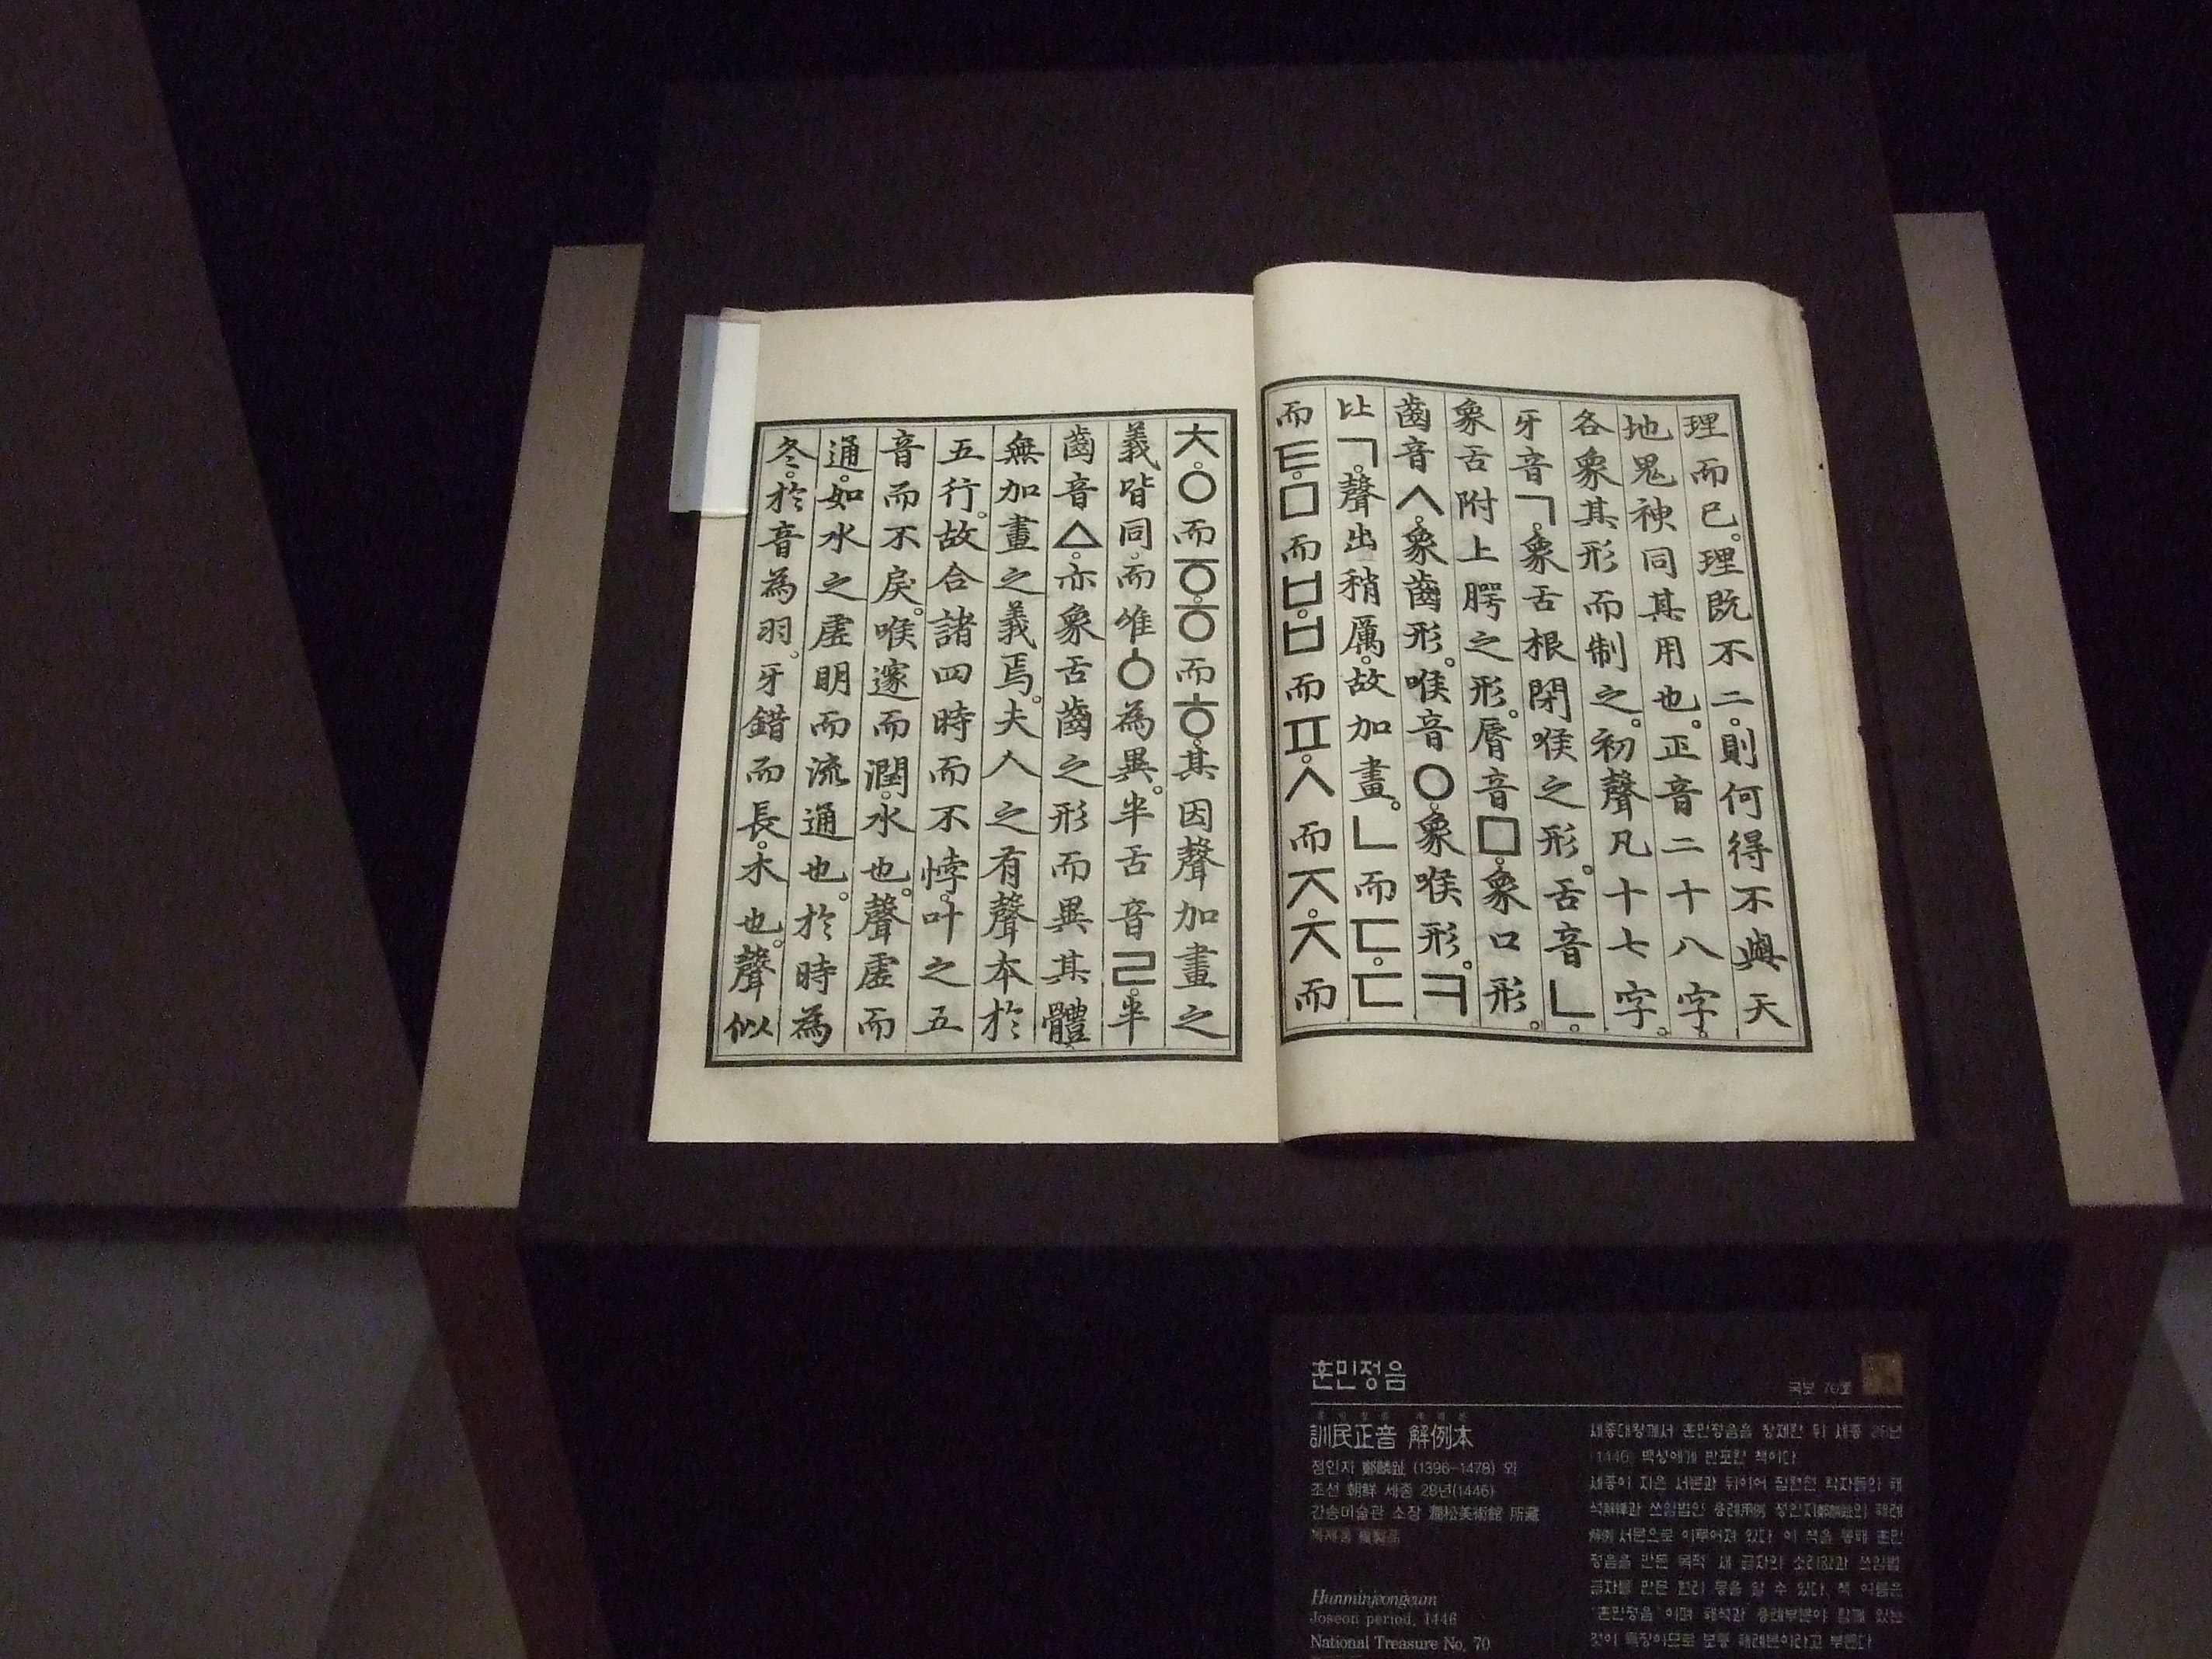 理而已。理既不二。則何得不與天
地鬼神同其用也。正音二十八字。
各象其形而制之。初聲凡十七字。
牙音ㄱ。象舌根閉喉之形。舌音ㄴ。
象舌附上腭之形。脣音ㅁ。象口形。
齒音ㅅ。象齒形。喉音ㅇ。象喉形。ㅋ
比ㄱ。聲出稍厲。故加畫。ㄴ而ㄷ。ㄷ
而ㅌ。ㅁ而ㅂ。ㅂ而ㅍ。ㅅ而ㅈ。ㅈ而
ㅊ。ㅇ而ㆆ。ㆆ而ㅎ。其因聲加畫之
義皆同。而唯ㆁ為異。半舌音ㄹ。半
齒音ㅿ。亦象舌齒之形而異其體
無加畫之義焉。夫人之有聲本於
五行。故合諸四時而不悖。叶之五
音而不戾。喉邃而潤。水也。聲虛而
通。如水之虛明而流通也。於時為
冬。於音為羽。牙錯而長。木也。聲似
훈민정음
국보 70호
訓民正音 解例本
정인지 鄭麟趾 (1396-1478) 외
조선 朝鮮 세종 28년(1446)
간송미술관 소장 澗松美術館 所藏
복제품 複製品
Hunminjeongeum
Joseon period, 1446
National Treasure No. 70
세종대왕께서 훈민정음을 창제한 뒤 세종 28년
(1446) 백성에게 반포한 책이다
세종이 지은 서문과 뒤이어 집현전 학자들의 해
석解釋과 쓰임법인 용례用例 정인지鄭麟趾의 해례
解例 서문으로 이루어져 있다 이 책을 통해 훈민
정음을 만든 목적 새 글자의 소리값과 쓰임법
글자를 만든 원리 등을 알 수 있다. 책 이름은
'훈민정음' 이며 해석과 용례부분이 함께 있는
것이 특징이므로 보통 해례본이라고 부른다